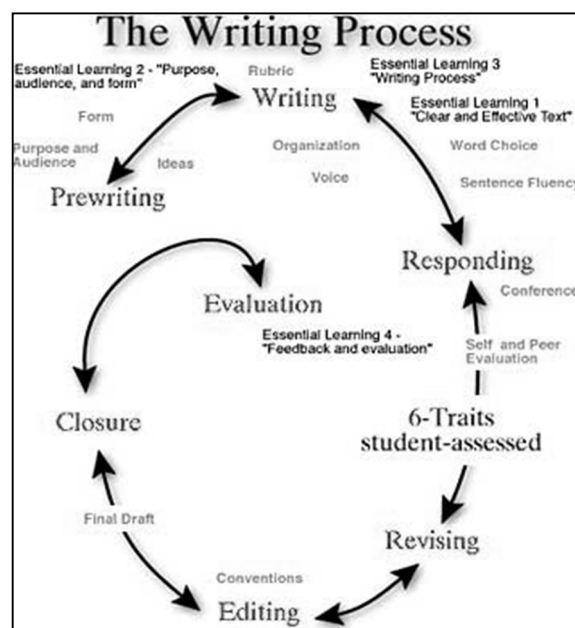 The Writing Process
Essential Learning 2 - "Purpose,
audience, and form"
Rubric
Writing
Essential Learning 3
"Writing Process"
Essential Learning 1
"Clear and Effective Text"
Form
Purpose and
Audience
Ideas
Prewriting
Organization
Voice
Word Choice
Sentence Fluency
Responding
Conference
Evaluation
Essential Learning 4 -
"Feedback and evaluation"
Self and Peer
Evaluation
Closure
6-Traits
student-assessed
Final Draft
Revising
Conventions
Editing